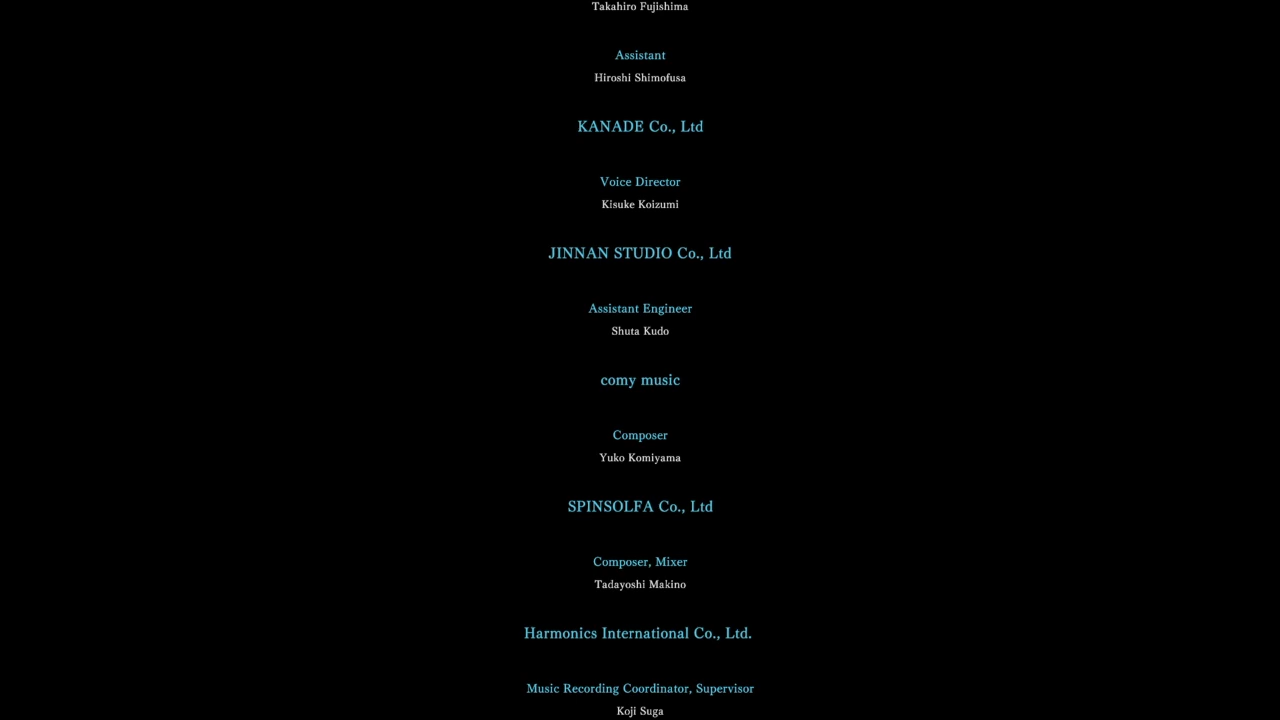 Takahiro Fujishima
Assistant
Hiroshi Shimofusa
KANADE Co., Ltd
Voice Director
Kisuke Koizumi
JINNAN STUDIO Co., Ltd
Assistant Engineer
Shuta Kudo
comy music
Composer
Yuko Komiyama
SPINSOLFA Co., Ltd
Composer, Mixer
Tadayoshi Makino
Harmonics International Co., Ltd.
Music Recording Coordinator, Supervisor
Koji Suga